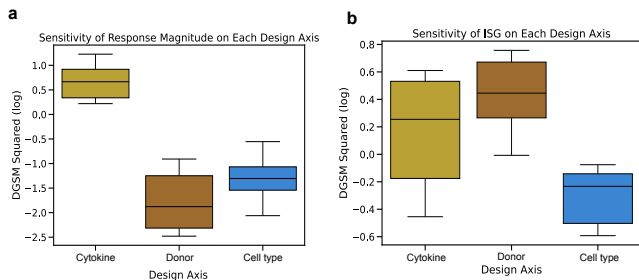 a
Sensitivity of Response Magnitude on Each Design Axis
DGSM Squared (log)
1.0
0.5
0.0
−0.5
−1.0
−1.5
−2.0
−2.5
Cytokine Donor Cell type
Design Axis
b
Sensitivity of ISG on Each Design Axis
DGSM Squared (log)
0.8
0.6
0.4
0.2
0.0
−0.2
−0.4
−0.6
Cytokine Donor Cell type
Design Axis